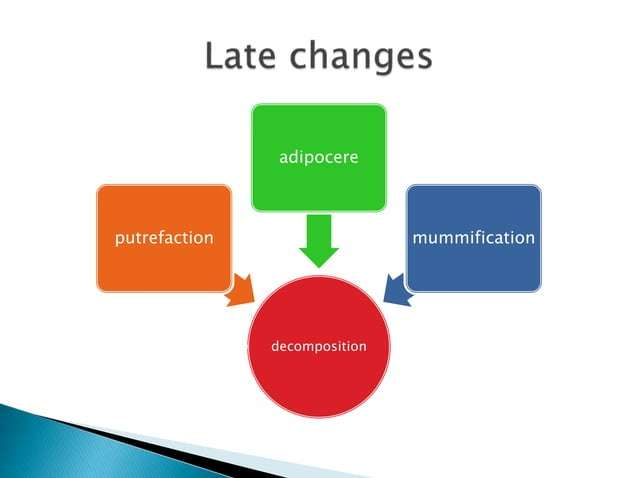 Late changes
adipocere
putrefaction
mummification
decomposition